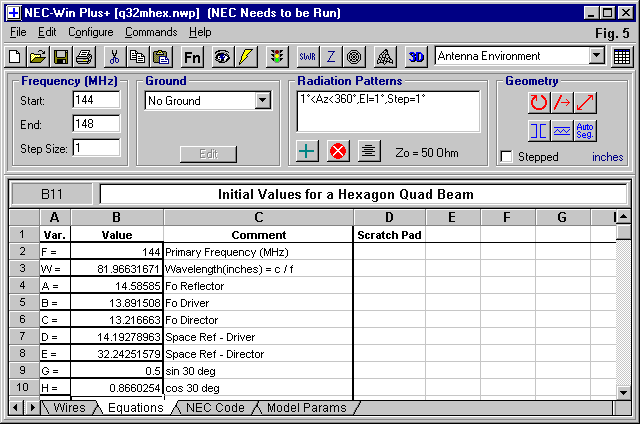 NEC-Win Plus+ [q32mhex.nwp] (NEC Needs to be Run)
File Edit Configure Commands Help Fig. 5
Fn SWR Z 3D Antenna Environment
Frequency (MHz) Ground Radiation Patterns Geometry
Start: 144 No Ground 1°<Az<360°,El=1°,Step=1°
End: 148
Step Size: 1 Edit Zo = 50 Ohm Auto Seg.
Stepped inches
B11 Initial Values for a Hexagon Quad Beam
A B C D E F G
1 Var. Value Comment Scratch Pad
2 F = 144 Primary Frequency (MHz)
3 W = 81.96631671 Wavelength(inches) = c / f
4 A = 14.58585 Fo Reflector
5 B = 13.891508 Fo Driver
6 C = 13.216663 Fo Director
7 D = 14.19278963 Space Ref - Driver
8 E = 32.24251579 Space Ref - Director
9 G = 0.5 sin 30 deg
10 H = 0.8660254 cos 30 deg
Wires Equations NEC Code Model Params